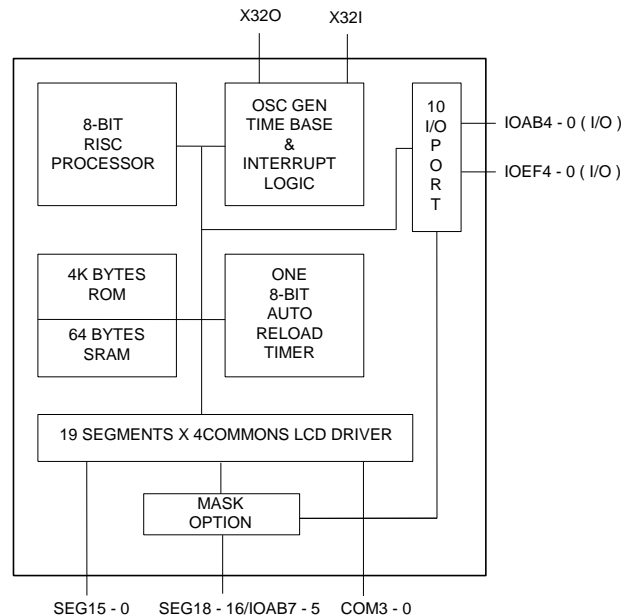 X32O
X32I
8-BIT
RISC
PROCESSOR
OSC GEN
TIME BASE
&
INTERRUPT
LOGIC
10
I/O
P
O
R
T
IOAB4 - 0 ( I/O )
IOEF4 - 0 ( I/O )
4K BYTES
ROM
64 BYTES
SRAM
ONE
8-BIT
AUTO
RELOAD
TIMER
19 SEGMENTS X 4COMMONS LCD DRIVER
MASK
OPTION
SEG15 - 0
SEG18 - 16/IOAB7 - 5
COM3 - 0